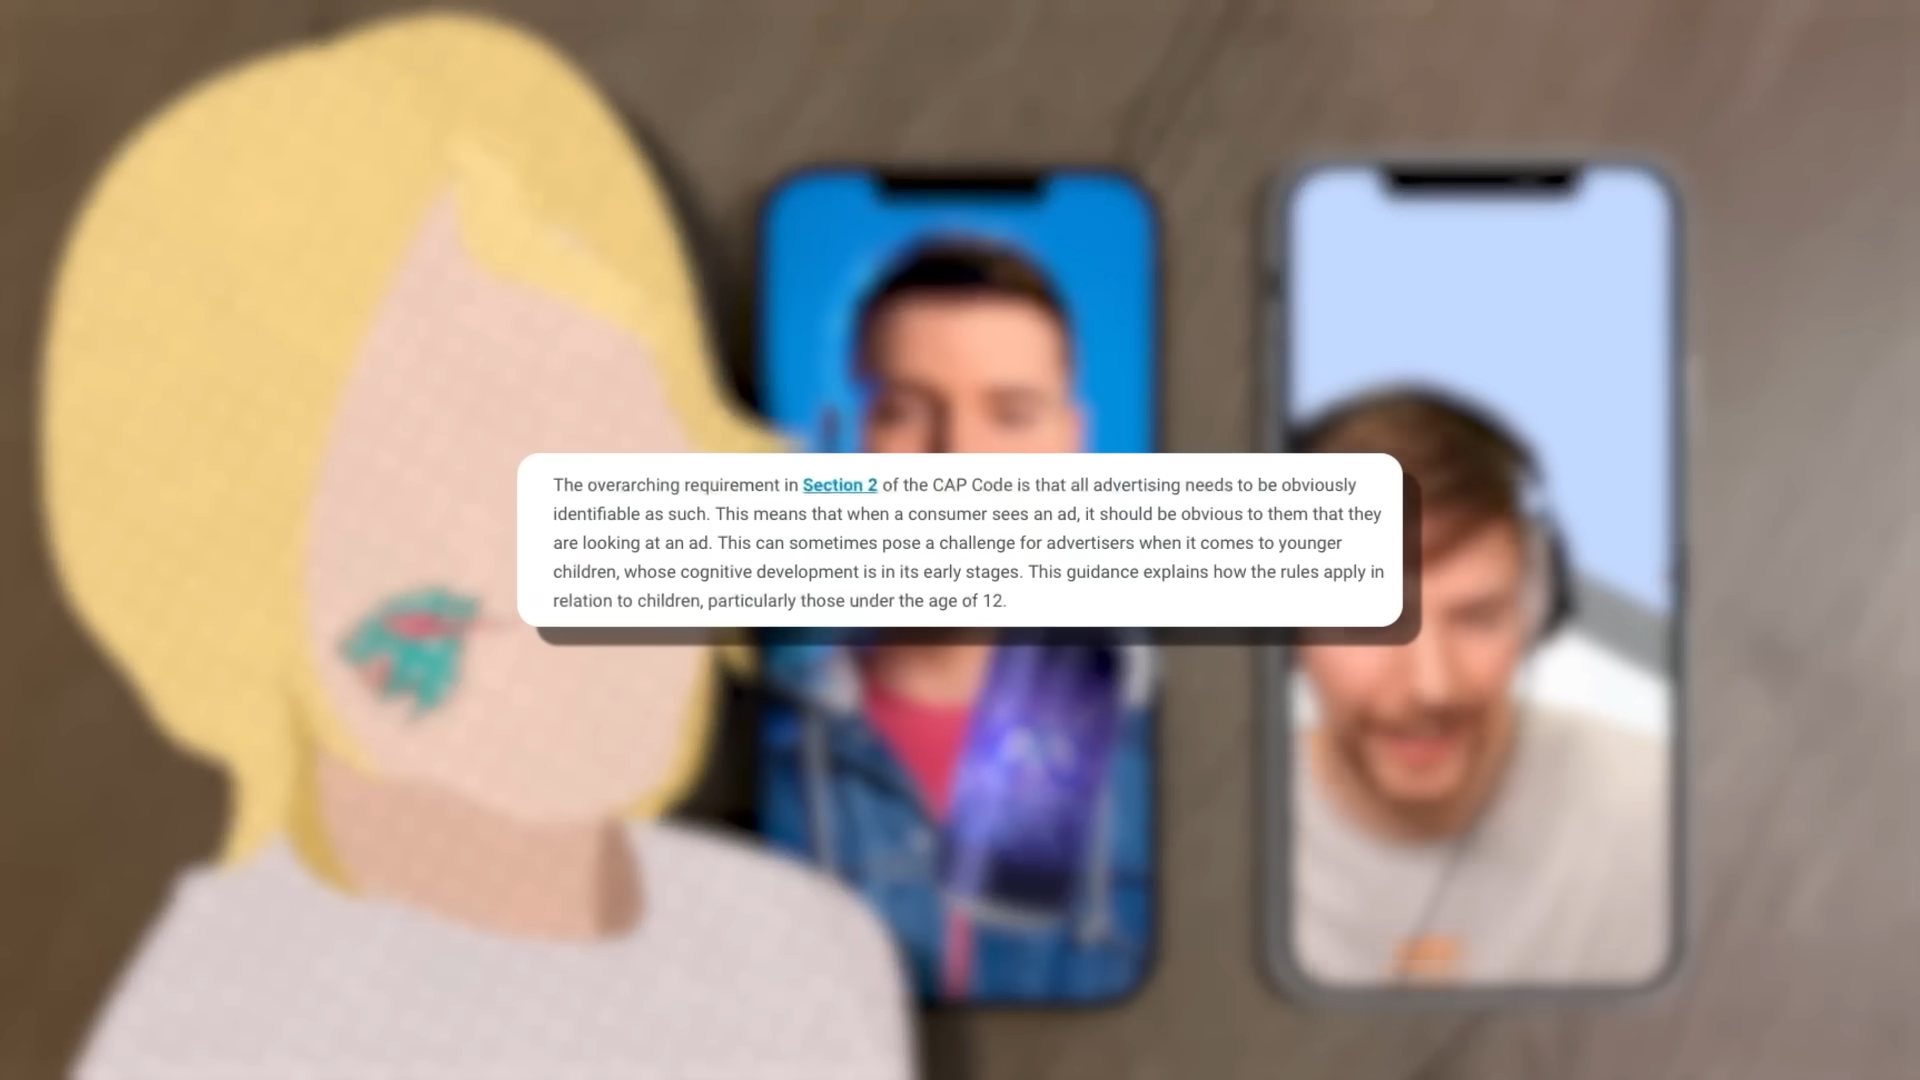 The overarching requirement in Section 2 of the CAP Code is that all advertising needs to be obviously
identifiable as such. This means that when a consumer sees an ad, it should be obvious to them that they
are looking at an ad. This can sometimes pose a challenge for advertisers when it comes to younger
children, whose cognitive development is in its early stages. This guidance explains how the rules apply in
relation to children, particularly those under the age of 12.